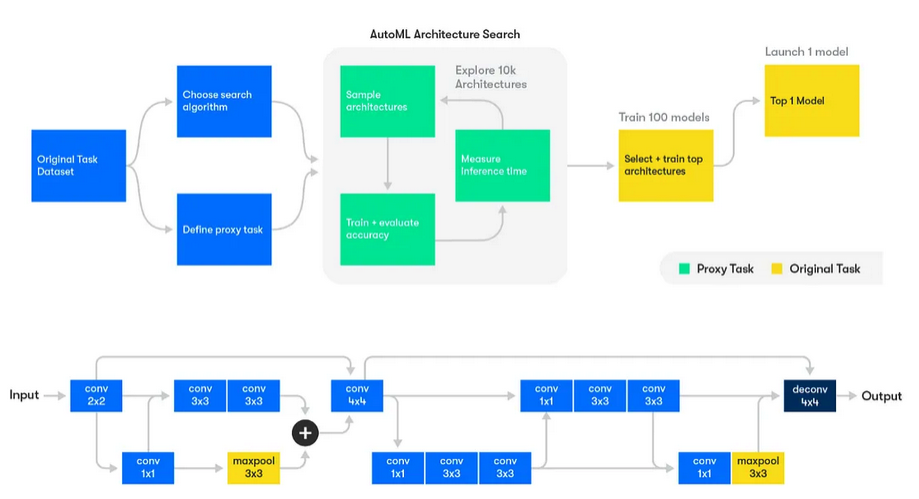 AutoML Architecture Search
Launch 1 model
Choose search
algorithm
Sample
architectures
Explore 10k
Architectures
Top 1 Model
Train 100 models
Original Task
Dataset
Measure
Inference time
Select + train top
architectures
Define proxy task
Train + evaluate
accuracy
Proxy Task
Original Task
Input
conv
2x2
conv
3x3
conv
3x3
conv
4x4
conv
1x1
conv
3x3
conv
3x3
deconv
4x4
Output
+
conv
1x1
maxpool
3x3
conv
1x1
conv
3x3
conv
3x3
conv
1x1
maxpool
3x3